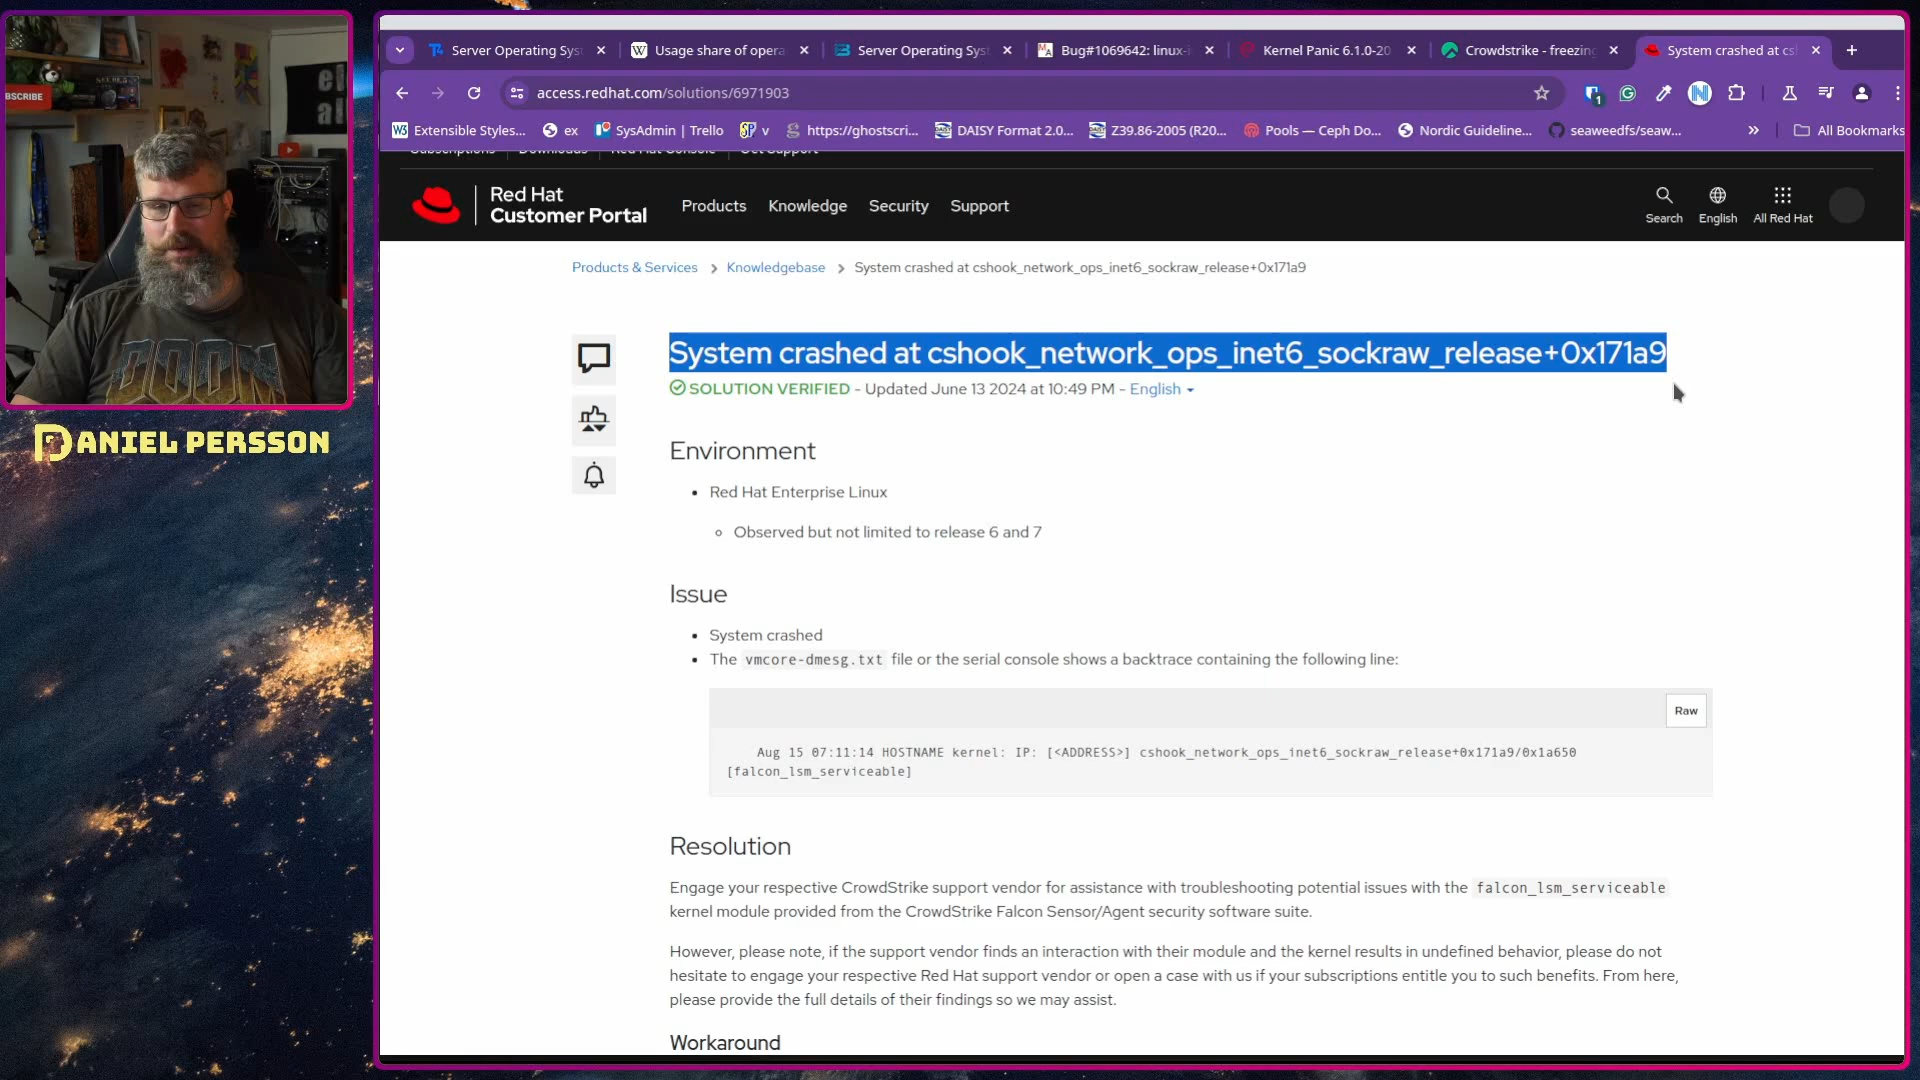 Server Operating Sys
Usage share of opera
Server Operating Sys
Bug#1069642: linux-i
Kernel Panic 6.1.0-20
Crowdstrike - freezing
System crashed at cs
access.redhat.com/solutions/6971903
Extensible Styles...
ex
SysAdmin | Trello
v
https://ghostscri...
DAISY Format 2.0...
Z39.86-2005 (R20...
Pools — Ceph Do...
Nordic Guideline...
seaweedfs/seaw...
»
All Bookmarks
Subscriptions
Downloads
Red Hat Console
Get Support
Red Hat
Customer Portal
Products
Knowledge
Security
Support
Search
English
All Red Hat
Products & Services > Knowledgebase > System crashed at cshook_network_ops_inet6_sockraw_release+0x171a9
System crashed at cshook_network_ops_inet6_sockraw_release+0x171a9
SOLUTION VERIFIED - Updated June 13 2024 at 10:49 PM - English
Environment
• Red Hat Enterprise Linux
◦ Observed but not limited to release 6 and 7
Issue
• System crashed
• The vmcore-dmesg.txt file or the serial console shows a backtrace containing the following line:
Raw
Aug 15 07:11:14 HOSTNAME kernel: IP: [<ADDRESS>] cshook_network_ops_inet6_sockraw_release+0x171a9/0x1a650
[falcon_lsm_serviceable]
Resolution
Engage your respective CrowdStrike support vendor for assistance with troubleshooting potential issues with the falcon_lsm_serviceable
kernel module provided from the CrowdStrike Falcon Sensor/Agent security software suite.
However, please note, if the support vendor finds an interaction with their module and the kernel results in undefined behavior, please do not
hesitate to engage your respective Red Hat support vendor or open a case with us if your subscriptions entitle you to such benefits. From here,
please provide the full details of their findings so we may assist.
Workaround
BSCRIBE
DOOM
DANIEL PERSSON